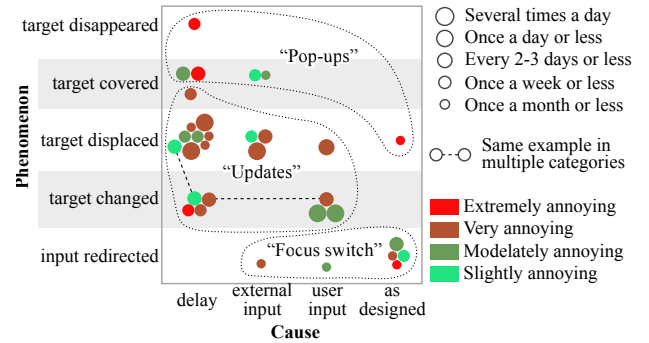 target disappeared
target covered
target displaced
target changed
input redirected
Phenomenon
"Pop-ups"
"Updates"
"Focus switch"
delay
external
input
user
input
as
designed
Cause
Several times a day
Once a day or less
Every 2-3 days or less
Once a week or less
Once a month or less
Same example in
multiple categories
Extremely annoying
Very annoying
Modelately annoying
Slightly annoying